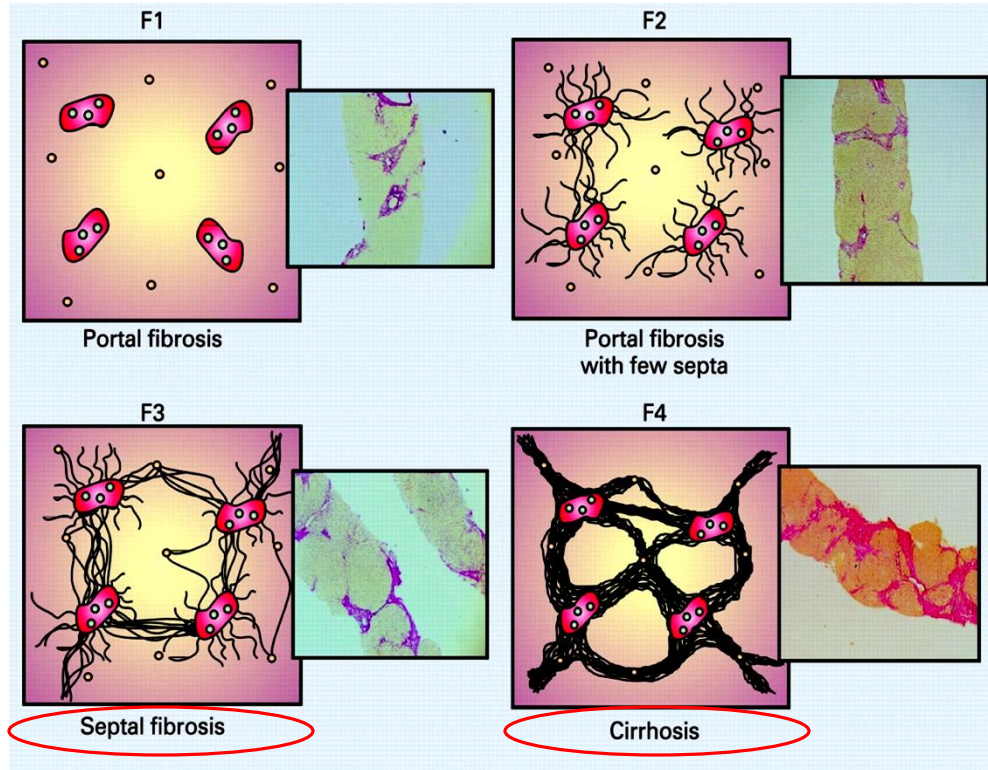 F1
F2
Portal fibrosis
Portal fibrosis
with few septa
F3
F4
Septal fibrosis
Cirrhosis